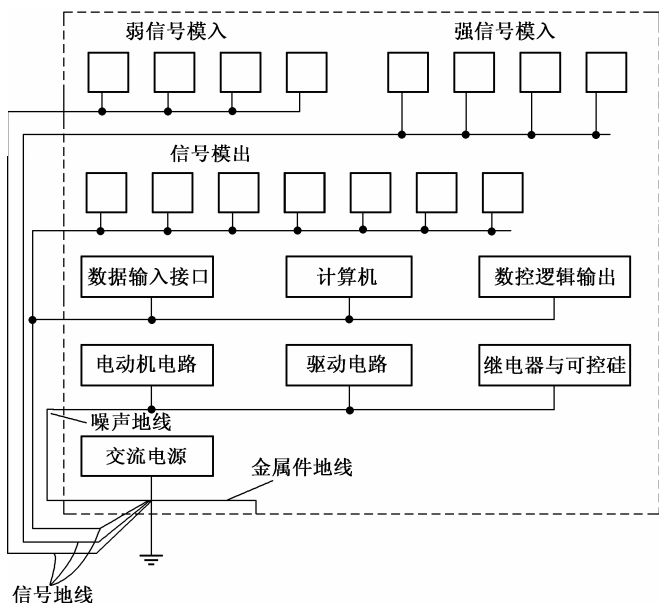 弱信号模入
强信号模入
信号模出
数据输入接口
计算机
数控逻辑输出
电动机电路
驱动电路
继电器与可控硅
噪声地线
交流电源
金属件地线
信号地线